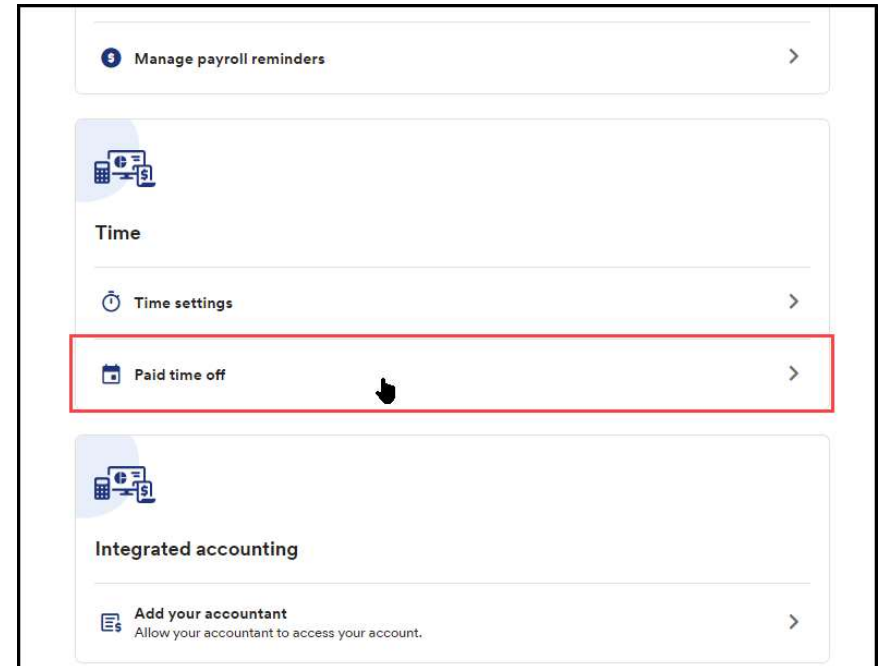 Manage payroll reminders
Time
Time settings
Paid time off
Integrated accounting
Add your accountant
Allow your accountant to access your account.